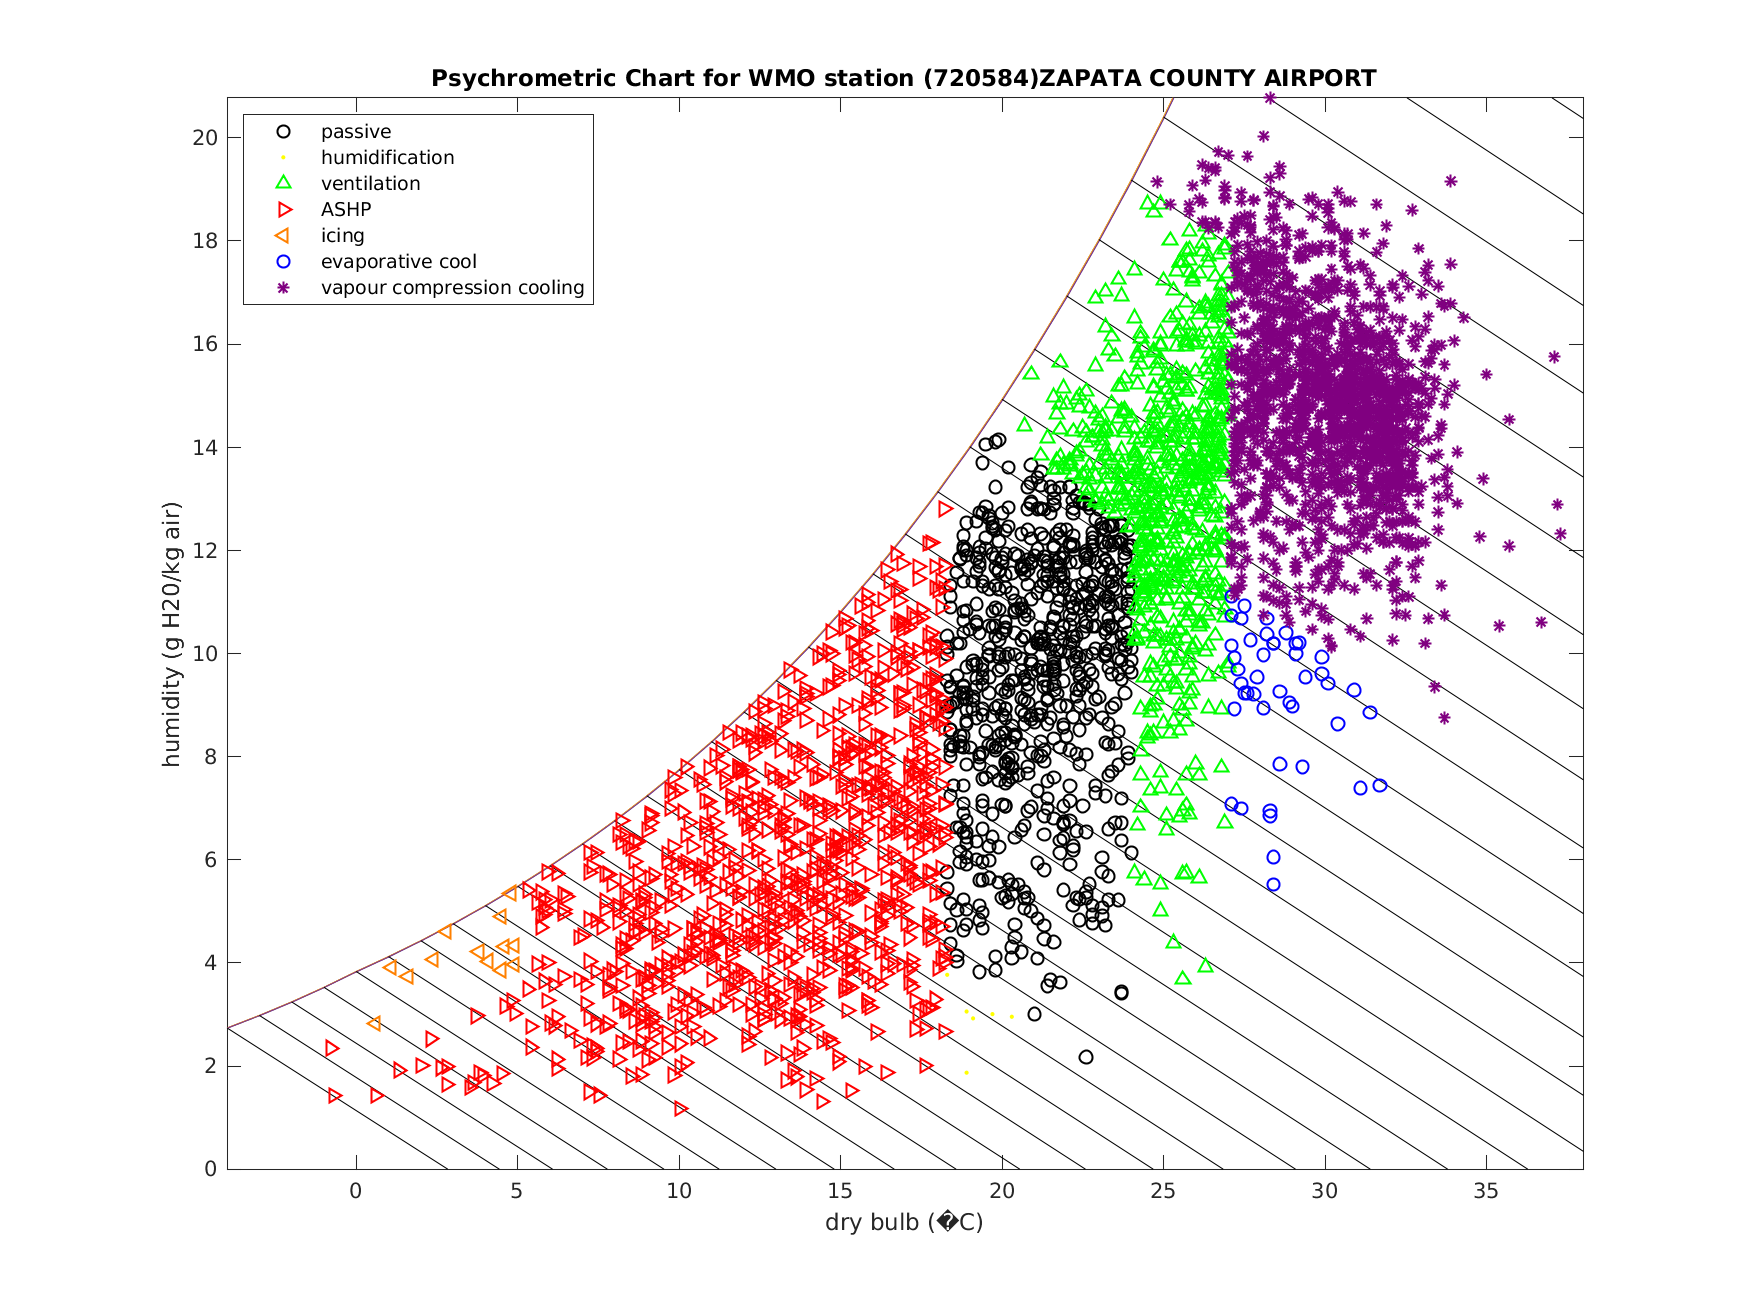 Psychrometric Chart for WMO station (720584)ZAPATA COUNTY AIRPORT
passive
humidification
ventilation
ASHP
icing
evaporative cool
vapour compression cooling
20
18
16
14
12
10
8
6
4
2
0
humidity (g H20/kg air)
0 5 10 15 20 25 30 35
dry bulb (�C)